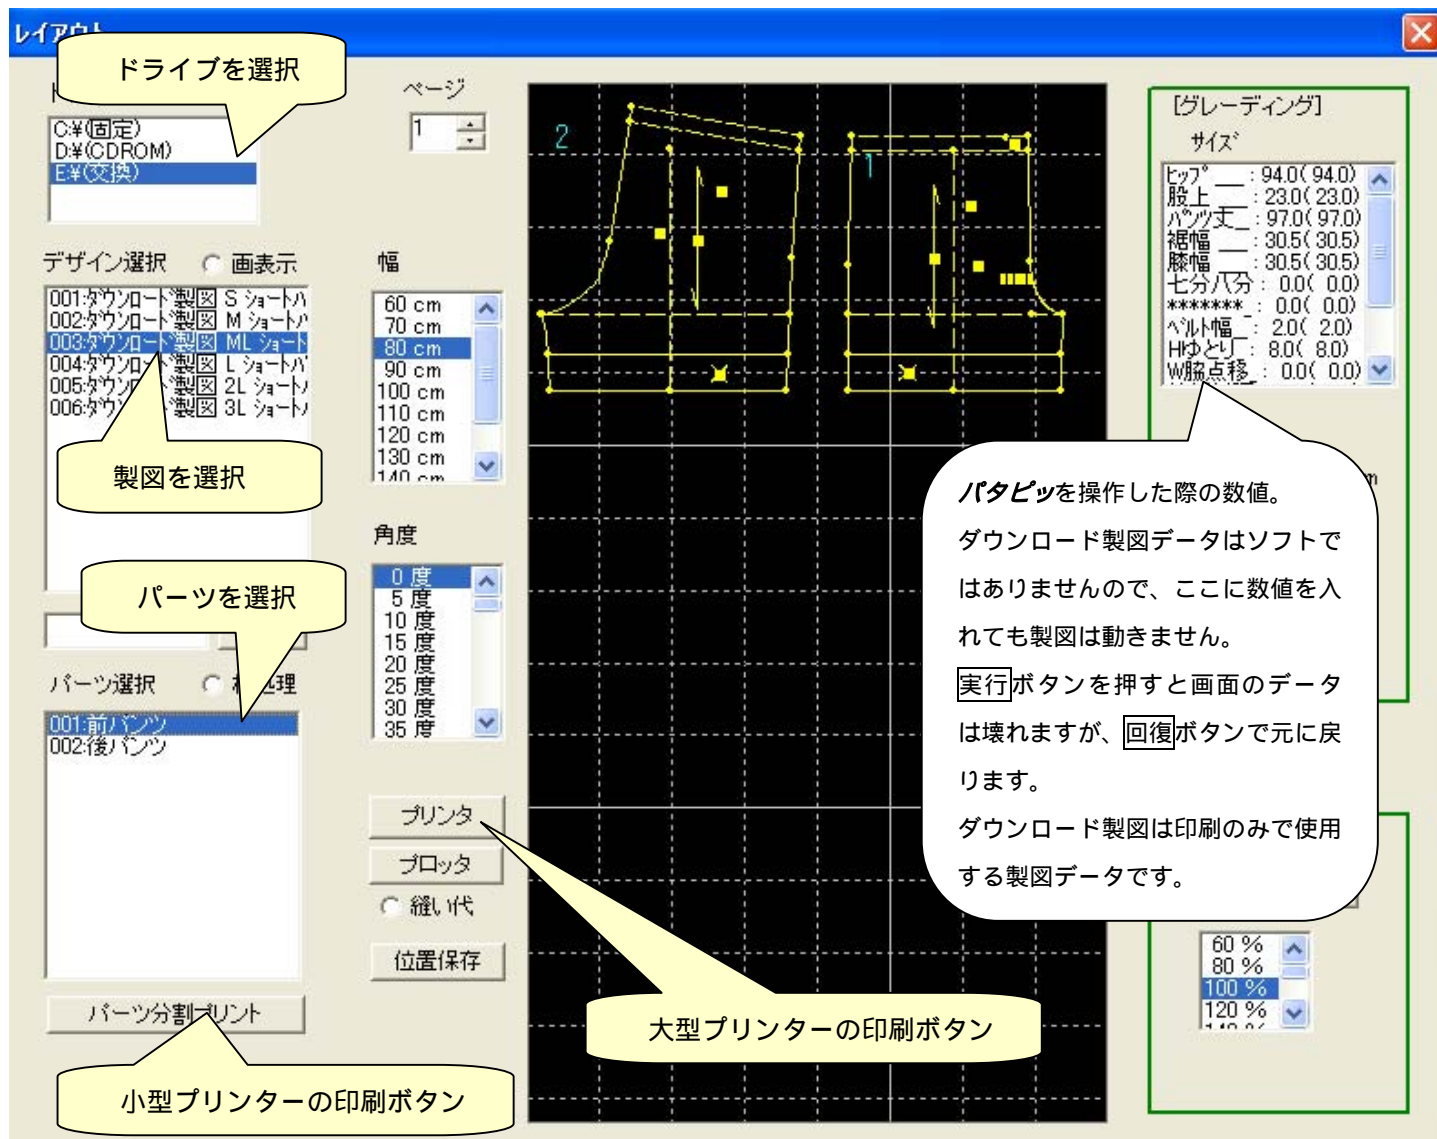 レイアウト
ドライブを選択
C:¥(固定)
D:¥(CDROM)
E:¥(交換)
ページ
1
デザイン選択 画表示
001:ダウンロード製図 S ショートパ
002:ダウンロード製図 M ショートパ
003:ダウンロード製図 ML ショート
004:ダウンロード製図 L ショートパ
005:ダウンロード製図 2L ショート
006:ダウンロード製図 3L ショート
製図を選択
パーツを選択
パーツ選択 処理
001:前パンツ
002:後パンツ
パーツ分割プリント
小型プリンターの印刷ボタン
幅
60 cm
70 cm
80 cm
90 cm
100 cm
110 cm
120 cm
130 cm
140 cm
角度
0 度
5 度
10 度
15 度
20 度
25 度
30 度
35 度
プリンタ
プロッタ
縫い代
位置保存
大型プリンターの印刷ボタン
2
1
[グレーディング]
サイズ
ヒップ__:94.0( 94.0)
股上__:23.0( 23.0)
パンツ丈_:97.0( 97.0)
裾幅__:30.5( 30.5)
膝幅__:30.5( 30.5)
七分八分:0.0( 0.0)
*******_:0.0( 0.0)
ベルト幅_:2.0( 2.0)
Hゆとり_:8.0( 8.0)
W脇点移_:0.0( 0.0)
パタピッを操作した際の数値。
ダウンロード製図データはソフトで
はありませんので、ここに数値を入
れても製図は動きません。
実行ボタンを押すと画面のデータ
は壊れますが、回復ボタンで元に戻
ります。
ダウンロード製図は印刷のみで使用
する製図データです。
60 %
80 %
100 %
120 %
140 %